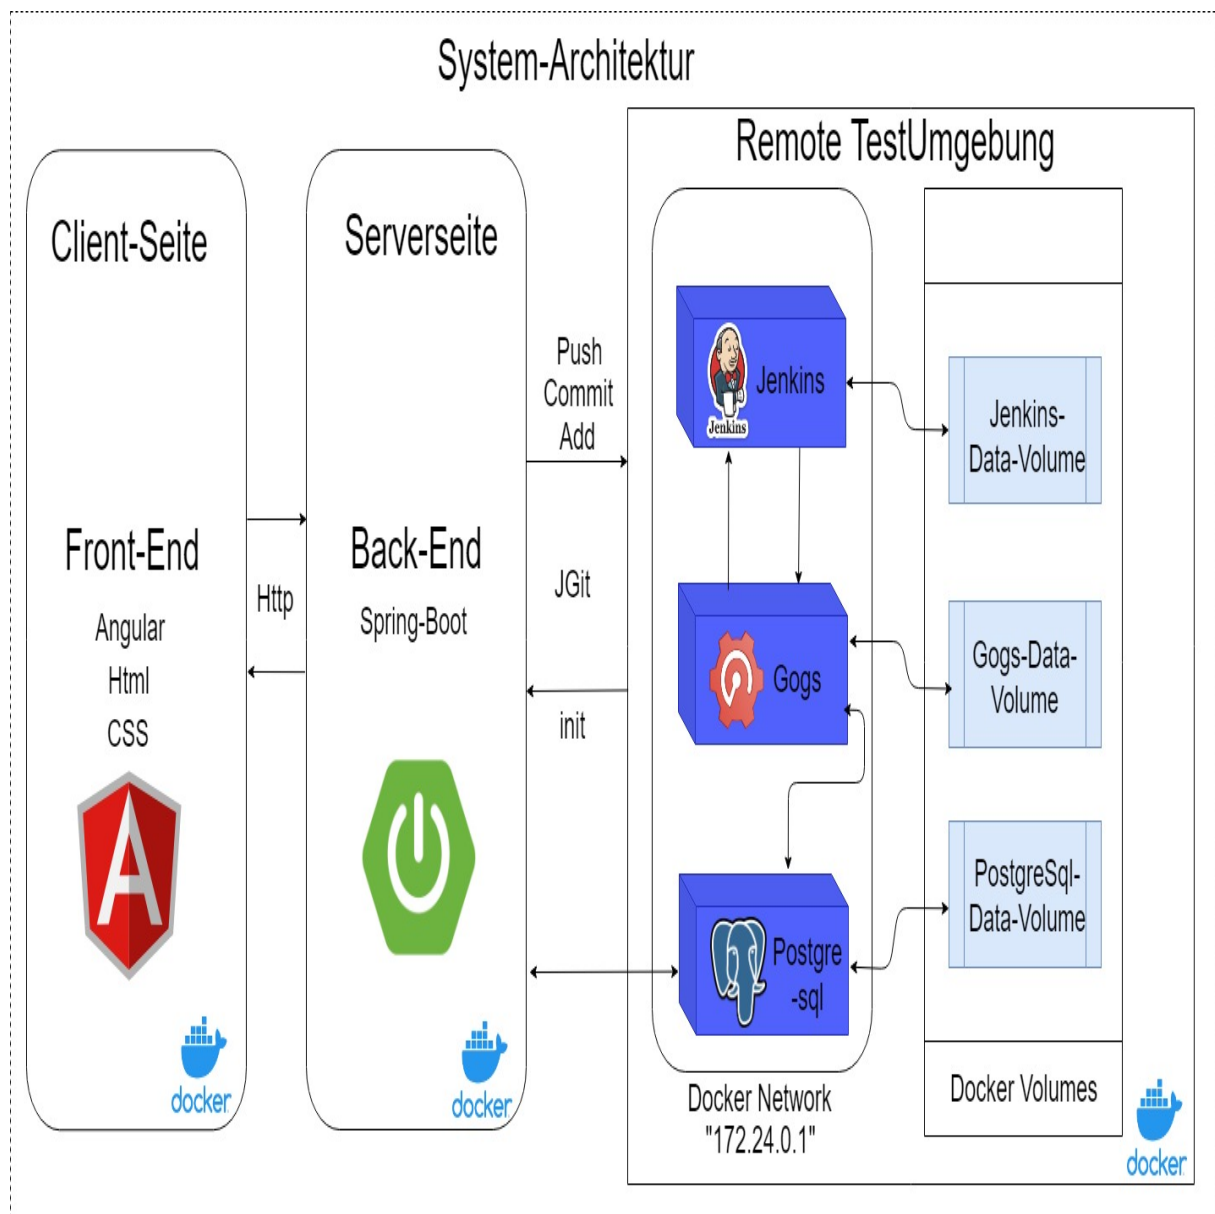 System-Architektur
Remote TestUmgebung
Client-Seite
Serverseite
Front-End
Angular
Html
CSS
Http
Back-End
Spring-Boot
Push
Commit
Add
JGit
init
Jenkins
Jenkins
Gogs
Postgre
-sql
Jenkins-
Data-Volume
Gogs-Data-
Volume
PostgreSql-
Data-Volume
Docker Network
"172.24.0.1"
Docker Volumes
docker
docker
docker